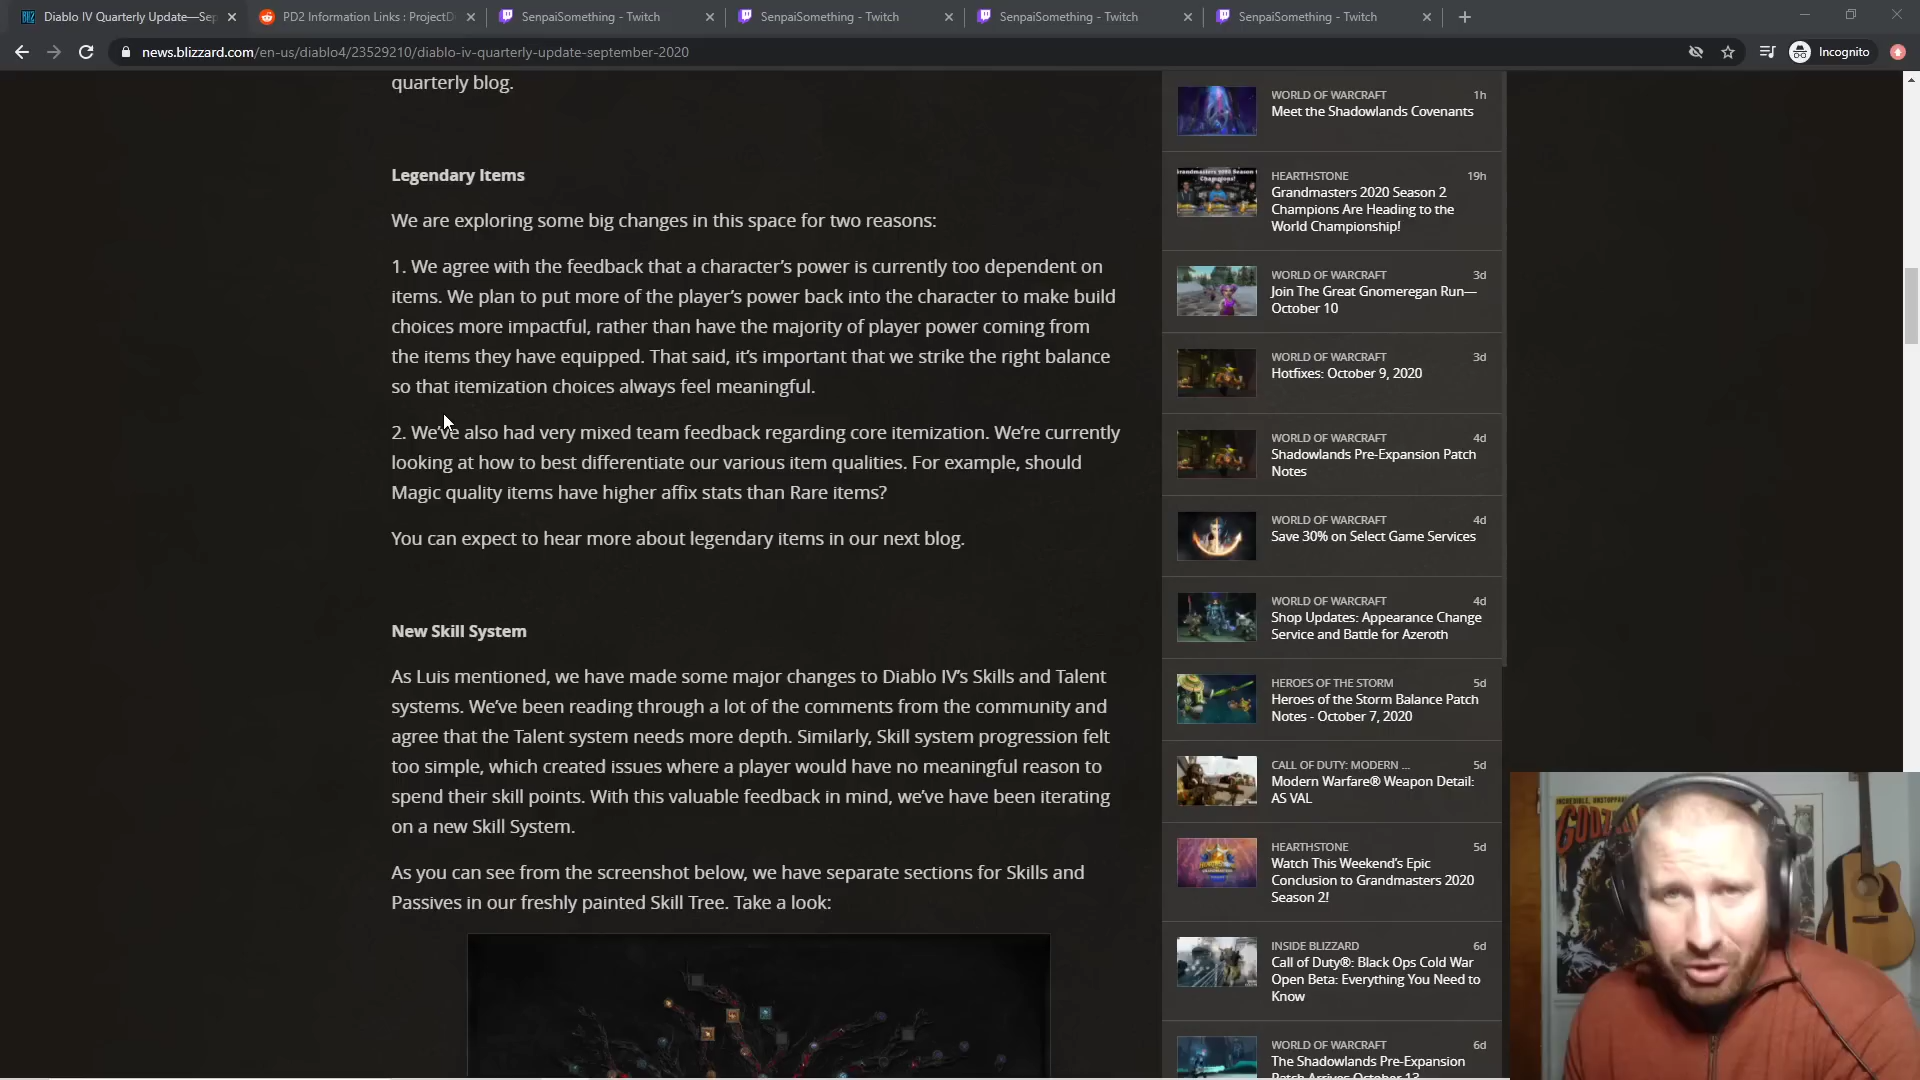 Diablo IV Quarterly Update—Sep
PD2 Information Links : ProjectD
SenpaiSomething - Twitch
SenpaiSomething - Twitch
SenpaiSomething - Twitch
SenpaiSomething - Twitch
news.blizzard.com/en-us/diablo4/23529210/diablo-iv-quarterly-update-september-2020
Incognito
quarterly blog.
Legendary Items
We are exploring some big changes in this space for two reasons:
1. We agree with the feedback that a character's power is currently too dependent on
items. We plan to put more of the player's power back into the character to make build
choices more impactful, rather than have the majority of player power coming from
the items they have equipped. That said, it's important that we strike the right balance
so that itemization choices always feel meaningful.
2. We've also had very mixed team feedback regarding core itemization. We're currently
looking at how to best differentiate our various item qualities. For example, should
Magic quality items have higher affix stats than Rare items?
You can expect to hear more about legendary items in our next blog.
New Skill System
As Luis mentioned, we have made some major changes to Diablo IV's Skills and Talent
systems. We've been reading through a lot of the comments from the community and
agree that the Talent system needs more depth. Similarly, Skill system progression felt
too simple, which created issues where a player would have no meaningful reason to
spend their skill points. With this valuable feedback in mind, we've have been iterating
on a new Skill System.
As you can see from the screenshot below, we have separate sections for Skills and
Passives in our freshly painted Skill Tree. Take a look:
WORLD OF WARCRAFT 1h
Meet the Shadowlands Covenants
HEARTHSTONE 19h
Grandmasters 2020 Season 2
Champions Are Heading to the
World Championship!
WORLD OF WARCRAFT 3d
Join The Great Gnomeregan Run—
October 10
WORLD OF WARCRAFT 3d
Hotfixes: October 9, 2020
WORLD OF WARCRAFT 4d
Shadowlands Pre-Expansion Patch
Notes
WORLD OF WARCRAFT 4d
Save 30% on Select Game Services
WORLD OF WARCRAFT 4d
Shop Updates: Appearance Change
Service and Battle for Azeroth
HEROES OF THE STORM 5d
Heroes of the Storm Balance Patch
Notes - October 7, 2020
CALL OF DUTY: MODERN ... 5d
Modern Warfare® Weapon Detail:
AS VAL
HEARTHSTONE 5d
Watch This Weekend's Epic
Conclusion to Grandmasters 2020
Season 2!
INSIDE BLIZZARD 6d
Call of Duty®: Black Ops Cold War
Open Beta: Everything You Need to
Know
WORLD OF WARCRAFT 6d
The Shadowlands Pre-Expansion
Patch Arrives October 13
GODZILLA